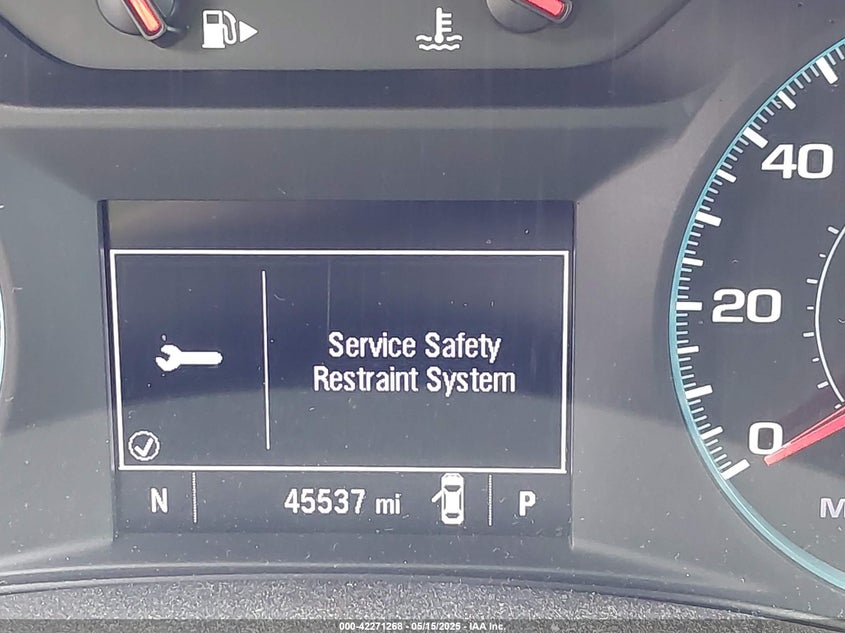 40
20
0
Service Safety
Restraint System
N
45537 mi
P
000-42271268 - 05/15/2025 - IAA Inc.